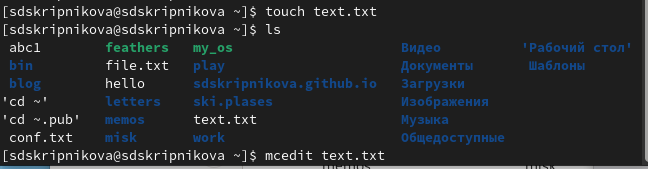 [sdskripnikova@sdskripnikova ~]$ touch text.txt
[sdskripnikova@sdskripnikova ~]$ ls
abc1 feathers my_os Видео 'Рабочий стол'
bin file.txt play Документы Шаблоны
blog hello sdskripnikova.github.io Загрузки
'cd ~' letters ski.plases Изображения
'cd ~.pub' memos text.txt Музыка
conf.txt misk work Общедоступные
[sdskripnikova@sdskripnikova ~]$ mcedit text.txt